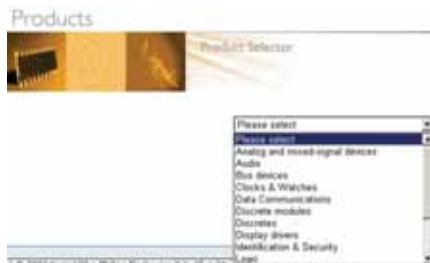 Products
Product Selector
Please select
Please select
Analog and mixed-signal devices
Audio
Bus devices
Clocks & Watches
Data Communications
Discrete modules
Discretes
Display drivers
Identification & Security
Logic